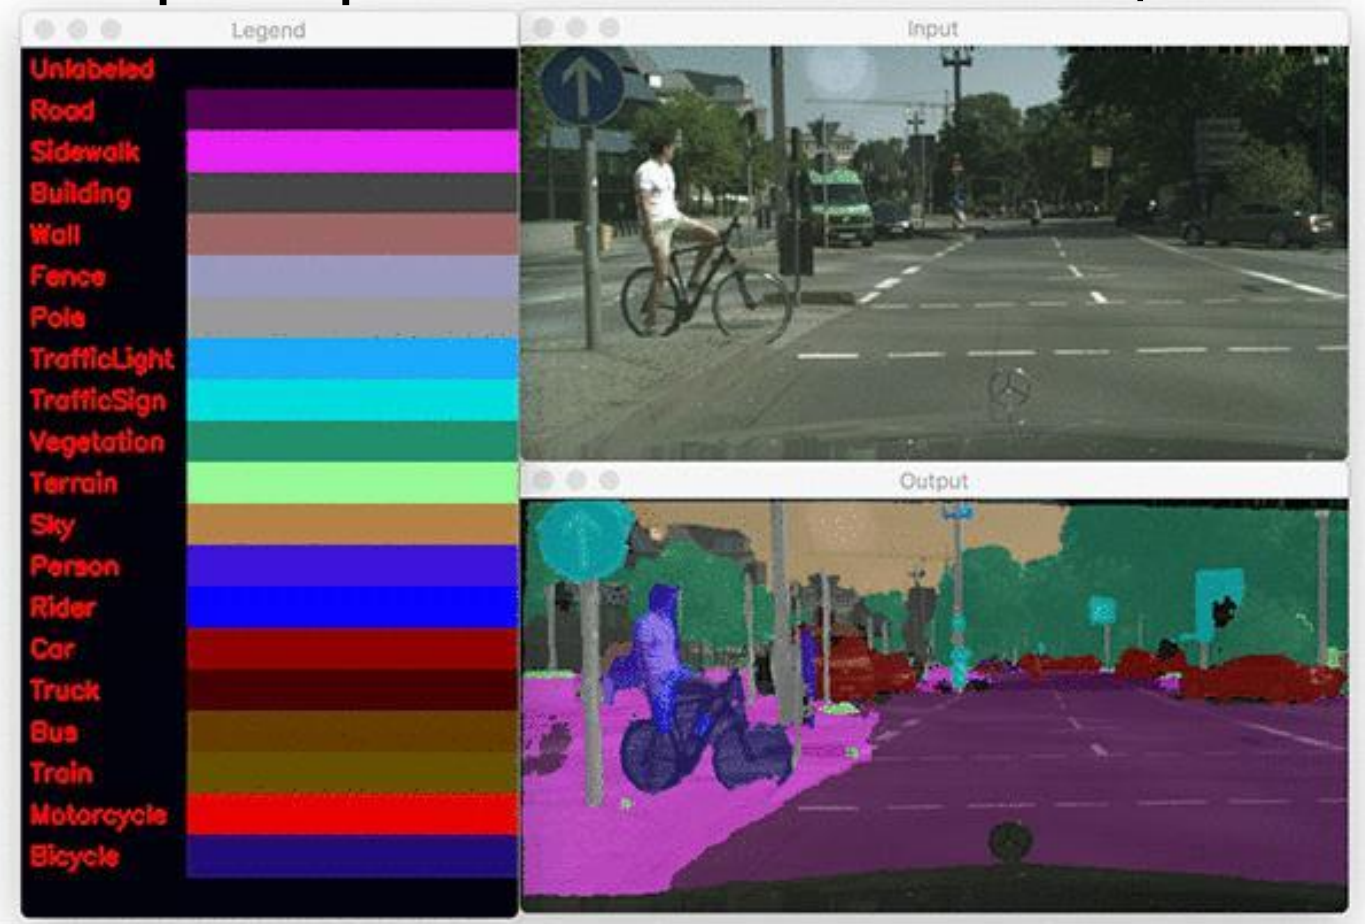 Legend
Unlabeled
Road
Sidewalk
Building
Wall
Fence
Pole
TrafficLight
TrafficSign
Vegetation
Terrain
Sky
Person
Rider
Car
Truck
Bus
Train
Motorcycle
Bicycle
Input
Output